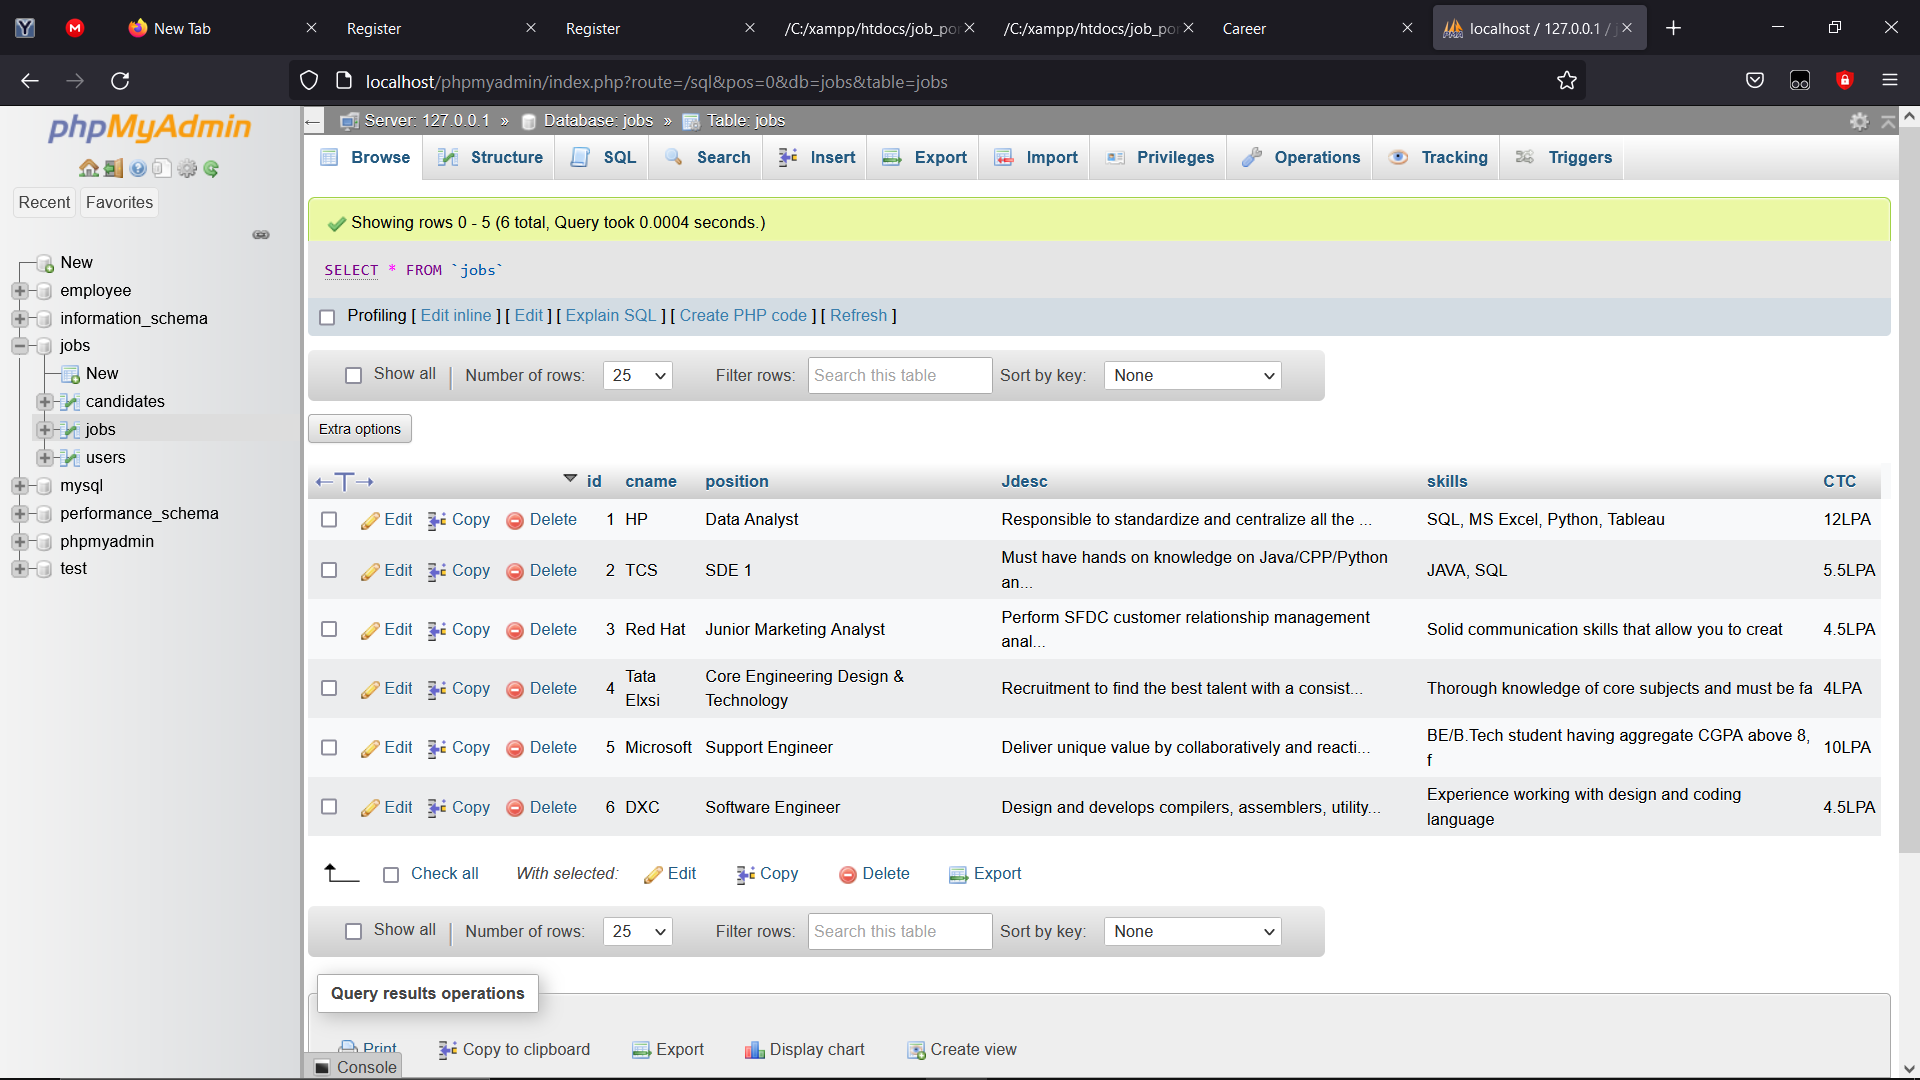 New Tab
Register
Register
/C:/xampp/htdocs/job_por
/C:/xampp/htdocs/job_por
Career
localhost / 127.0.0.1 / j
localhost/phpmyadmin/index.php?route=/sql&pos=0&db=jobs&table=jobs
phpMyAdmin
Recent
Favorites
New
employee
information_schema
jobs
New
candidates
jobs
users
mysql
performance_schema
phpmyadmin
test
Server: 127.0.0.1 » Database: jobs » Table: jobs
Browse Structure SQL Search Insert Export Import Privileges Operations Tracking Triggers
Showing rows 0 - 5 (6 total, Query took 0.0004 seconds.)
SELECT * FROM `jobs`
Profiling [ Edit inline ] [ Edit ] [ Explain SQL ] [ Create PHP code ] [ Refresh ]
Show all | Number of rows: 25 Filter rows: Search this table Sort by key: None
Extra options
id cname position Jdesc skills CTC
Edit Copy Delete 1 HP Data Analyst Responsible to standardize and centralize all the ... SQL, MS Excel, Python, Tableau 12LPA
Edit Copy Delete 2 TCS SDE 1 Must have hands on knowledge on Java/CPP/Python
an... JAVA, SQL 5.5LPA
Edit Copy Delete 3 Red Hat Junior Marketing Analyst Perform SFDC customer relationship management
anal... Solid communication skills that allow you to creat 4.5LPA
Edit Copy Delete 4 Tata
Elxsi Core Engineering Design &
Technology Recruitment to find the best talent with a consist... Thorough knowledge of core subjects and must be fa 4LPA
Edit Copy Delete 5 Microsoft Support Engineer Deliver unique value by collaboratively and reacti... BE/B.Tech student having aggregate CGPA above 8,
f 10LPA
Edit Copy Delete 6 DXC Software Engineer Design and develops compilers, assemblers, utility... Experience working with design and coding
language 4.5LPA
Check all With selected: Edit Copy Delete Export
Show all | Number of rows: 25 Filter rows: Search this table Sort by key: None
Query results operations
Print Copy to clipboard Export Display chart Create view
Console